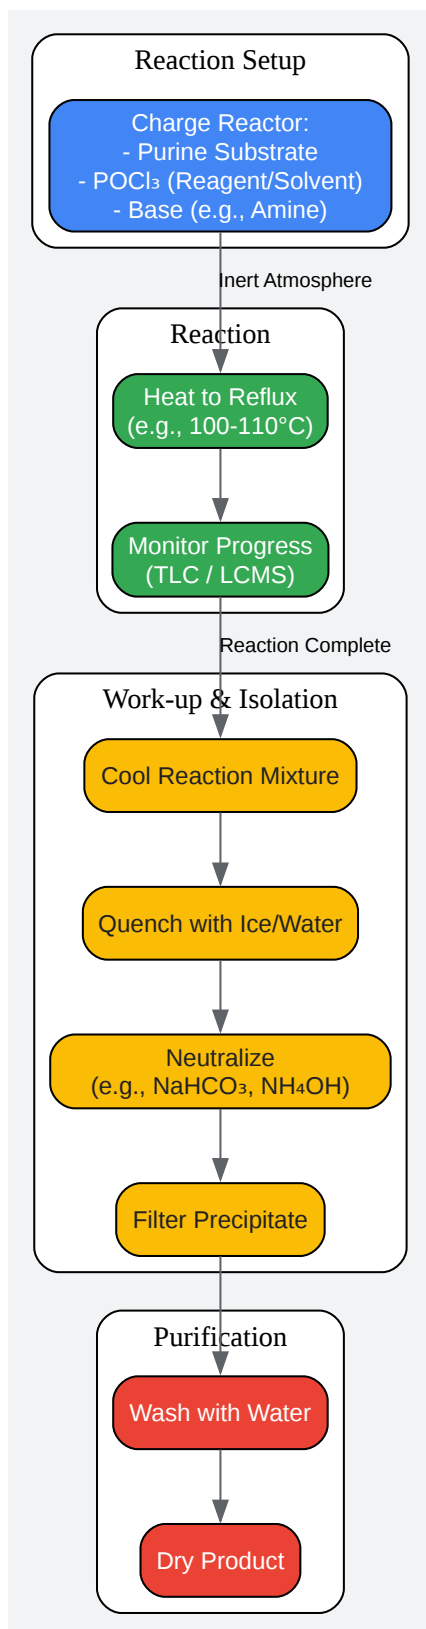 Reaction Setup
Charge Reactor:
- Purine Substrate
- POCl₃ (Reagent/Solvent)
- Base (e.g., Amine)
Inert Atmosphere
Reaction
Heat to Reflux
(e.g., 100-110°C)
Monitor Progress
(TLC / LCMS)
Reaction Complete
Work-up & Isolation
Cool Reaction Mixture
Quench with Ice/Water
Neutralize
(e.g., NaHCO₃, NH₄OH)
Filter Precipitate
Purification
Wash with Water
Dry Product